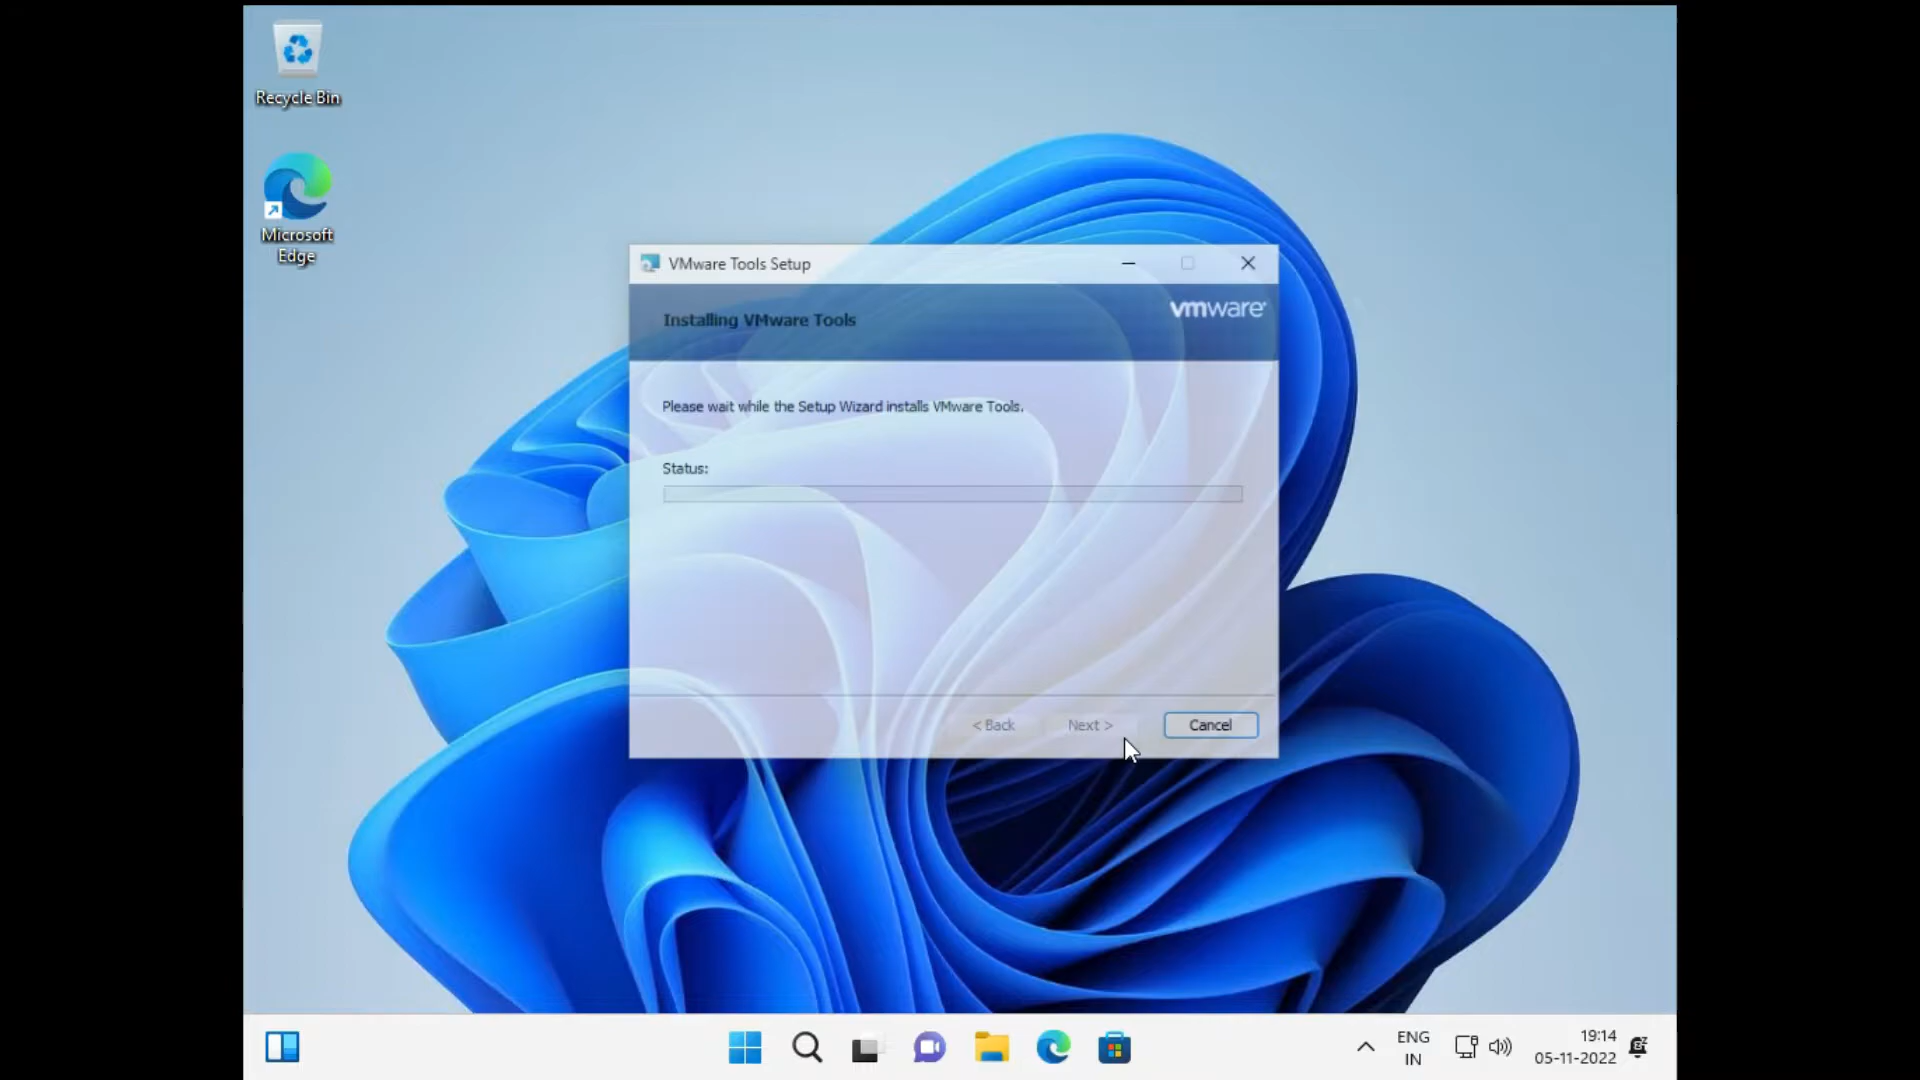 Recycle Bin
Microsoft
Edge
VMware Tools Setup
vmware®
Installing VMware Tools
Please wait while the Setup Wizard installs VMware Tools.
Status:
< Back
Next >
Cancel
ENG
IN
19:14
05-11-2022